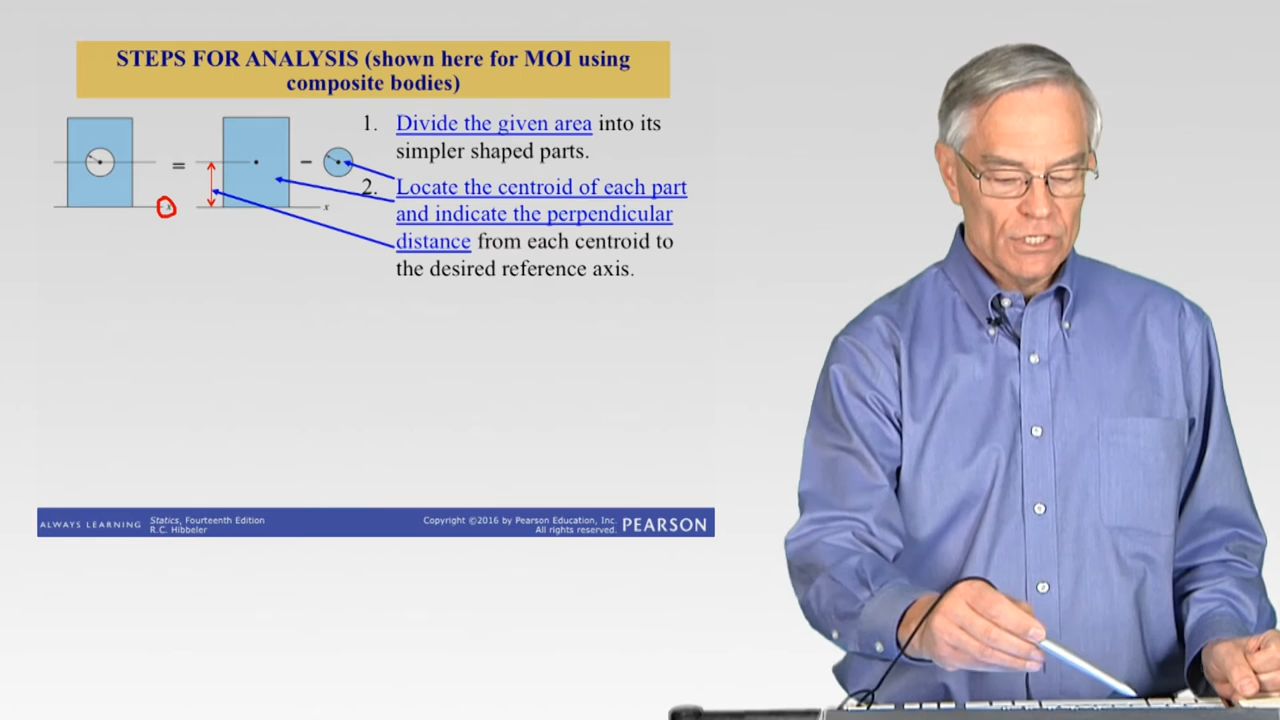 STEPS FOR ANALYSIS (shown here for MOI using
composite bodies)
=
−
x
x
1. Divide the given area into its
simpler shaped parts.
2. Locate the centroid of each part
and indicate the perpendicular
distance from each centroid to
the desired reference axis.
ALWAYS LEARNING
Statics, Fourteenth Edition
R.C. Hibbeler
Copyright ©2016 by Pearson Education, Inc.
All rights reserved.
PEARSON